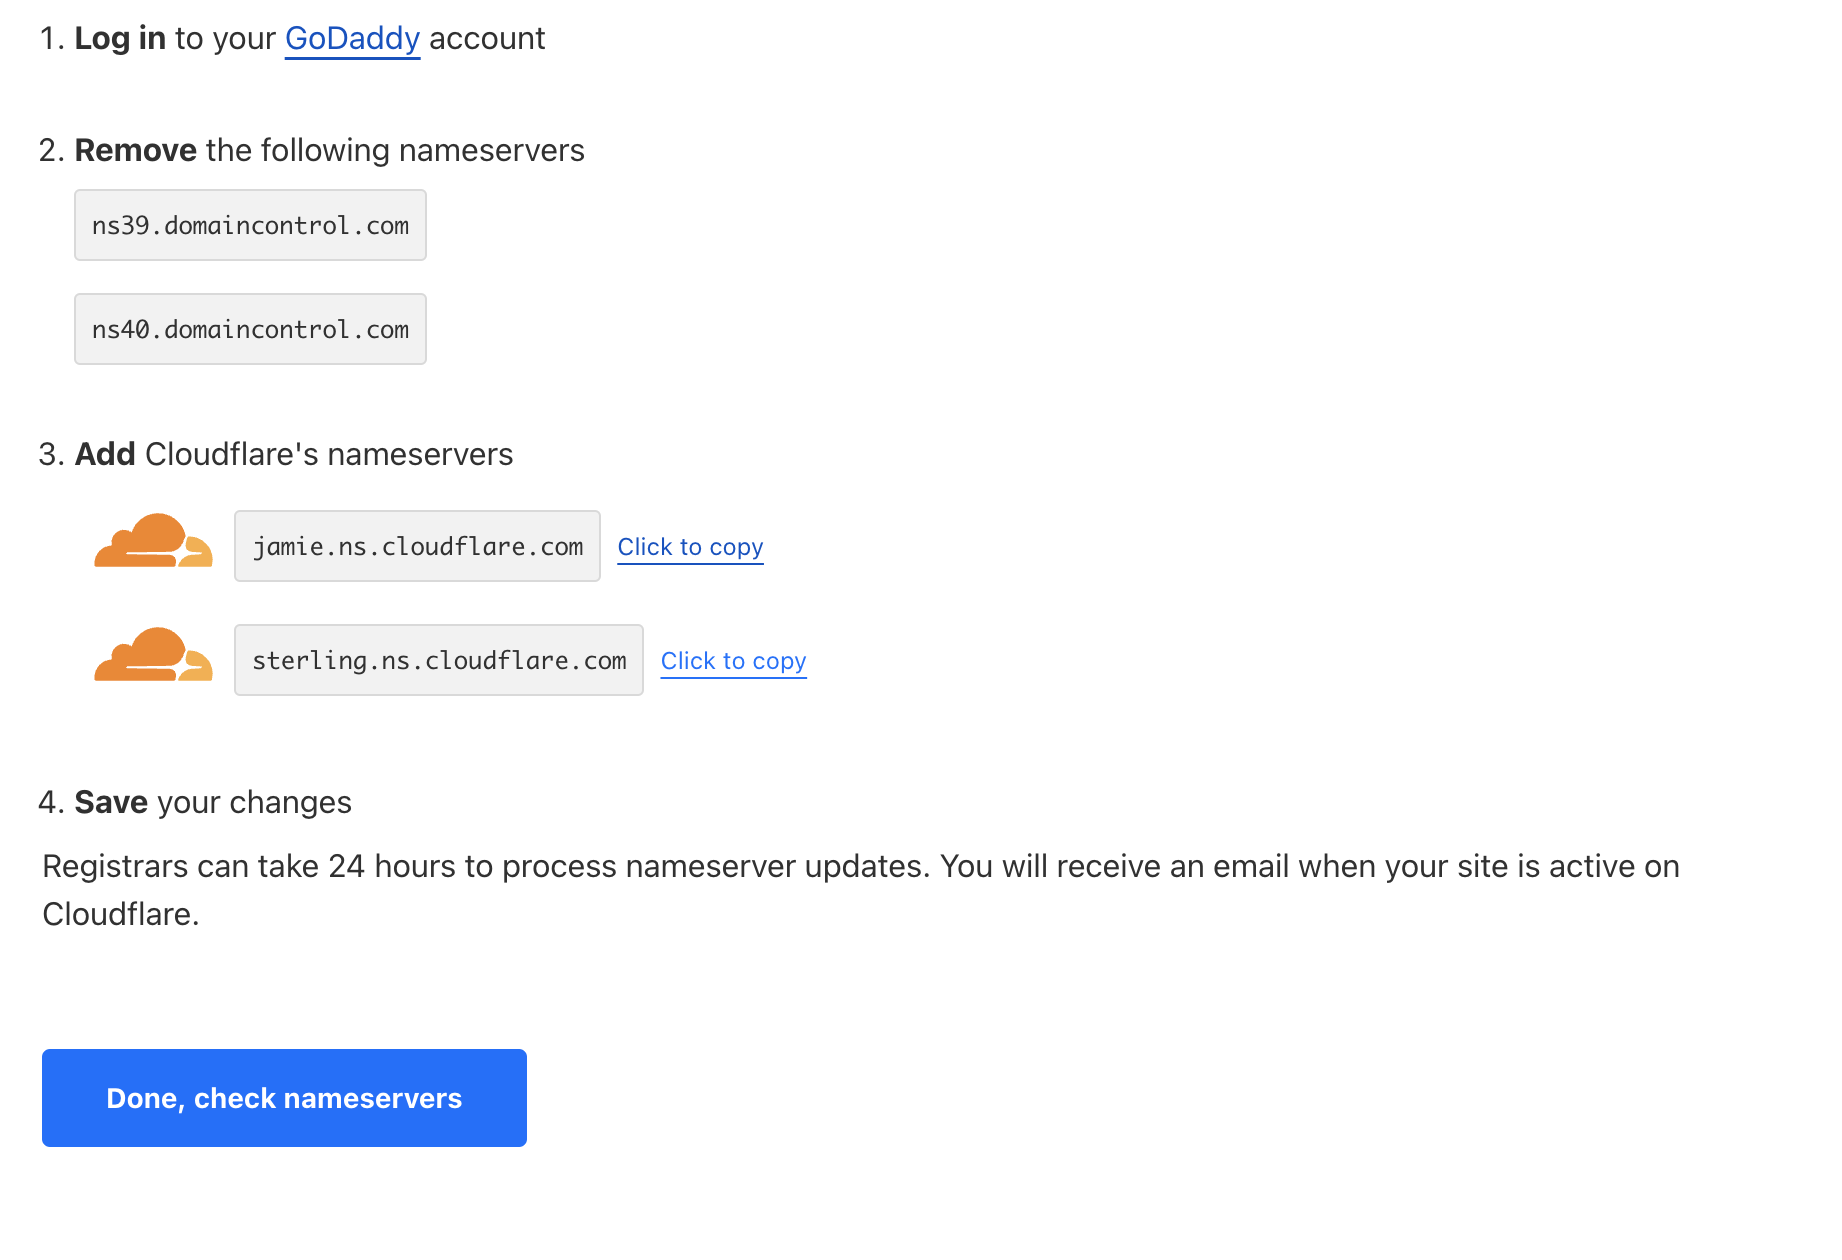 1. Log in to your GoDaddy account
2. Remove the following nameservers
ns39.domaincontrol.com
ns40.domaincontrol.com
3. Add Cloudflare's nameservers
jamie.ns.cloudflare.com Click to copy
sterling.ns.cloudflare.com Click to copy
4. Save your changes
Registrars can take 24 hours to process nameserver updates. You will receive an email when your site is active on
Cloudflare.
Done, check nameservers